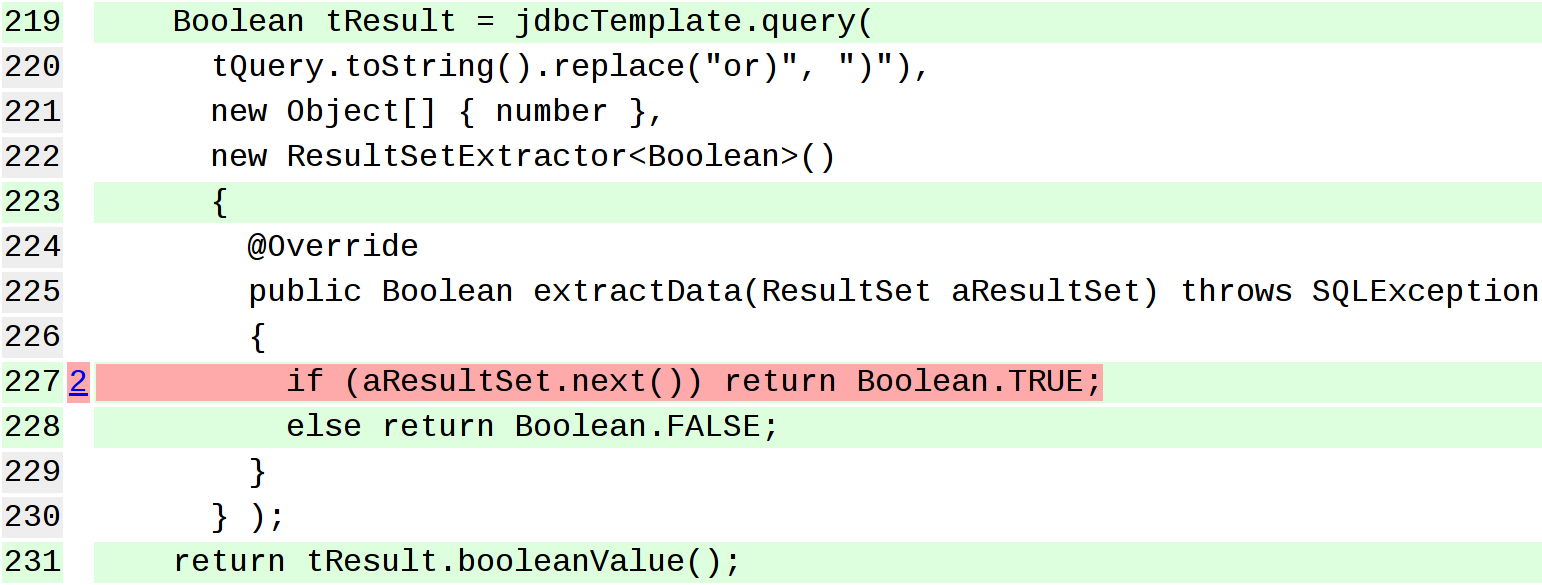 219 Boolean tResult = jdbcTemplate.query(
220 tQuery.toString().replace("or)", ")"),
221 new Object[] { number },
222 new ResultSetExtractor<Boolean>()
223 {
224 @Override
225 public Boolean extractData(ResultSet aResultSet) throws SQLException
226 {
227 2 if (aResultSet.next()) return Boolean.TRUE;
228 else return Boolean.FALSE;
229 }
230 } );
231 return tResult.booleanValue();